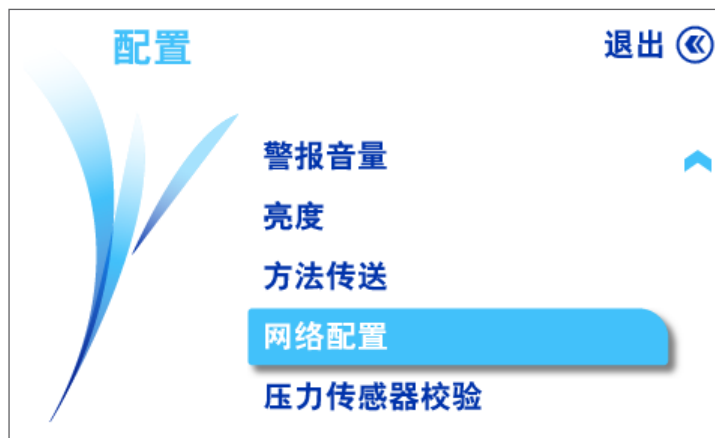 配置
退出
警报音量
亮度
方法传送
网络配置
压力传感器校验